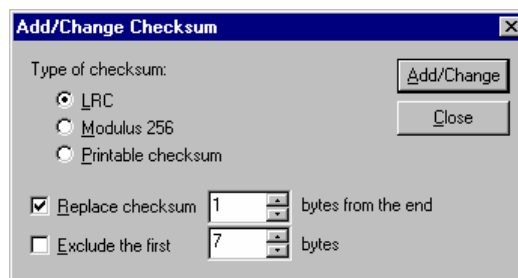 Add/Change Checksum
Type of checksum:
Add/Change
LRC
Modulus 256
Close
Printable checksum
Replace checksum 1 bytes from the end
Exclude the first 7 bytes